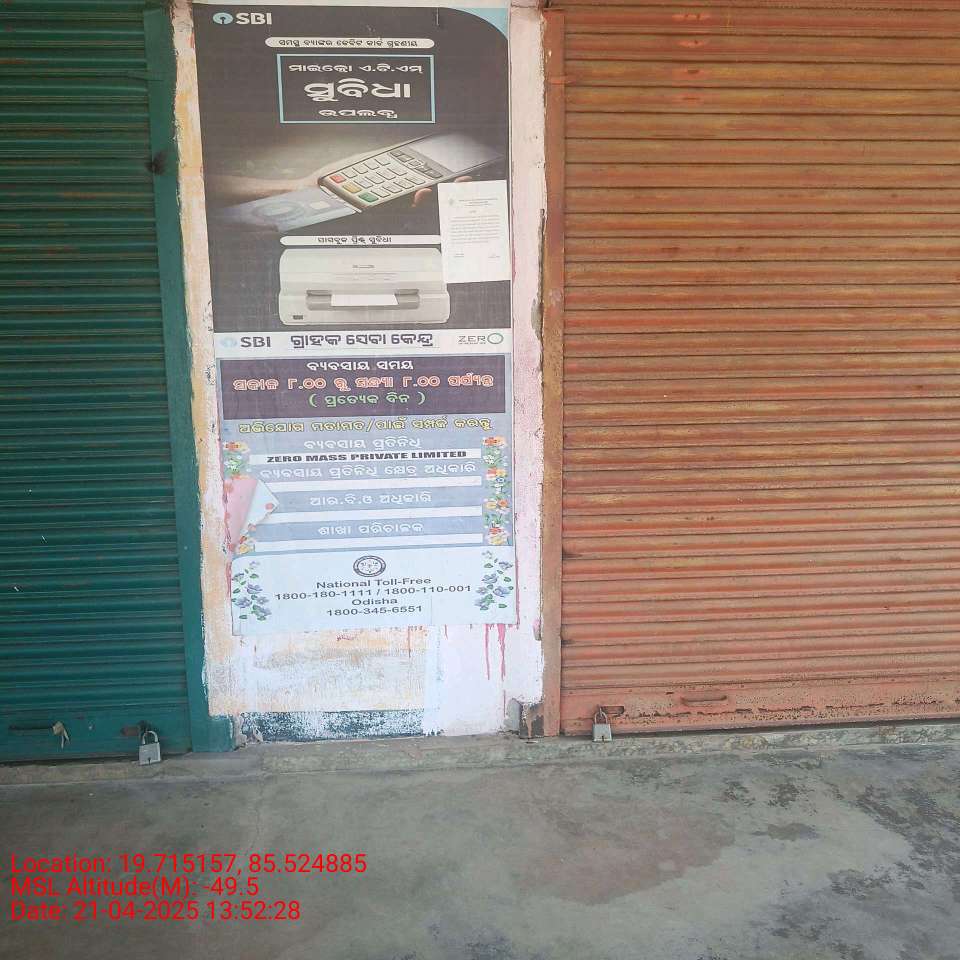 SBI
ସମସ୍ତ ବ୍ୟାଙ୍କର ଡେବିଟ କାର୍ଡ ଗ୍ରହଣୀୟ
ମାଇକ୍ରୋ ଏ.ଟି.ଏମ୍
ସୁବିଧା
ଉପଲବ୍ଧ
ପାସବୁକ ପ୍ରିଣ୍ଟ ସୁବିଧା
SBI ଗ୍ରାହକ ସେବା କେନ୍ଦ୍ର ZERO
ବ୍ୟବସାୟ ସମୟ
ସକାଳ ୮.୦୦ ରୁ ସନ୍ଧ୍ୟା ୮.୦୦ ପର୍ଯ୍ୟନ୍ତ
( ପ୍ରତ୍ୟେକ ଦିନ )
ଅଭିଯୋଗ ମତାମତ/ପାଇଁ ସମ୍ପର୍କ କରନ୍ତୁ
ବ୍ୟବସାୟ ପ୍ରତିନିଧି
ZERO MASS PRIVATE LIMITED
ବ୍ୟବସାୟ ପ୍ରତିନିଧି କ୍ଷେତ୍ର ଅଧିକାରି
ଆର.ବି.ଓ ଅଧିକାରି
ଶାଖା ପରିଚାଳକ
National Toll-Free
1800-180-1111 / 1800-110-001
Odisha
1800-345-6551
Location: 19.715157, 85.524885
MSL Altitude(M): -49.5
Date: 21-04-2025 13:52:28